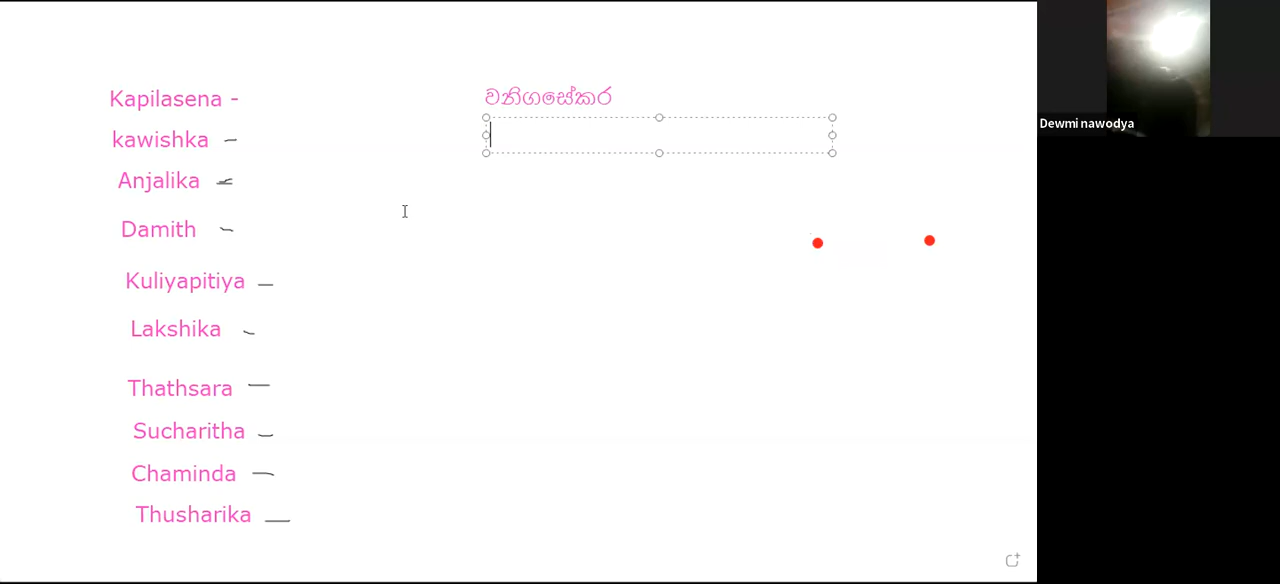 Kapilasena -
kawishka -
Anjalika -
Damith -
Kuliyapitiya -
Lakshika -
Thathsara -
Sucharitha -
Chaminda -
Thusharika -
වනිගසේකර
Dewmi nawodya